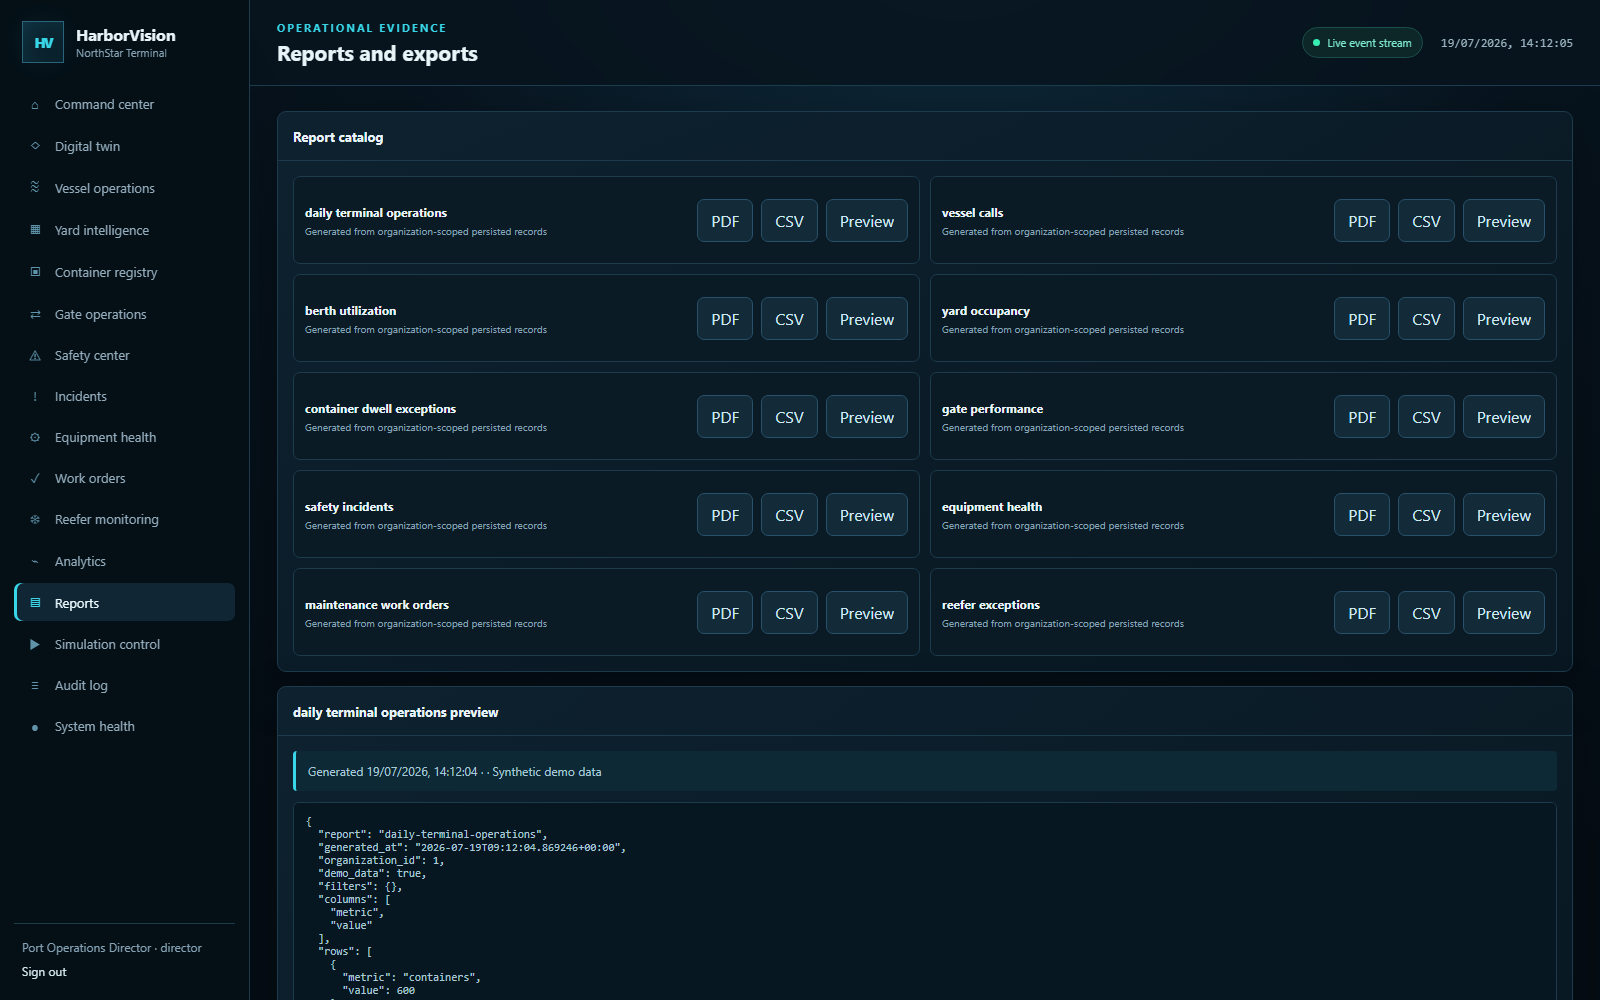 HV
HarborVision
NorthStar Terminal
Command center
Digital twin
Vessel operations
Yard intelligence
Container registry
Gate operations
Safety center
Incidents
Equipment health
Work orders
Reefer monitoring
Analytics
Reports
Simulation control
Audit log
System health
Port Operations Director · director
Sign out
OPERATIONAL EVIDENCE
Reports and exports
Live event stream
19/07/2026, 14:12:05
Report catalog
daily terminal operations
Generated from organization-scoped persisted records
PDF CSV Preview
vessel calls
Generated from organization-scoped persisted records
PDF CSV Preview
berth utilization
Generated from organization-scoped persisted records
PDF CSV Preview
yard occupancy
Generated from organization-scoped persisted records
PDF CSV Preview
container dwell exceptions
Generated from organization-scoped persisted records
PDF CSV Preview
gate performance
Generated from organization-scoped persisted records
PDF CSV Preview
safety incidents
Generated from organization-scoped persisted records
PDF CSV Preview
equipment health
Generated from organization-scoped persisted records
PDF CSV Preview
maintenance work orders
Generated from organization-scoped persisted records
PDF CSV Preview
reefer exceptions
Generated from organization-scoped persisted records
PDF CSV Preview
daily terminal operations preview
Generated 19/07/2026, 14:12:04 · · Synthetic demo data
{
"report": "daily-terminal-operations",
"generated_at": "2026-07-19T09:12:04.869246+00:00",
"organization_id": 1,
"demo_data": true,
"filters": {},
"columns": [
"metric",
"value"
],
"rows": [
{
"metric": "containers",
"value": 600